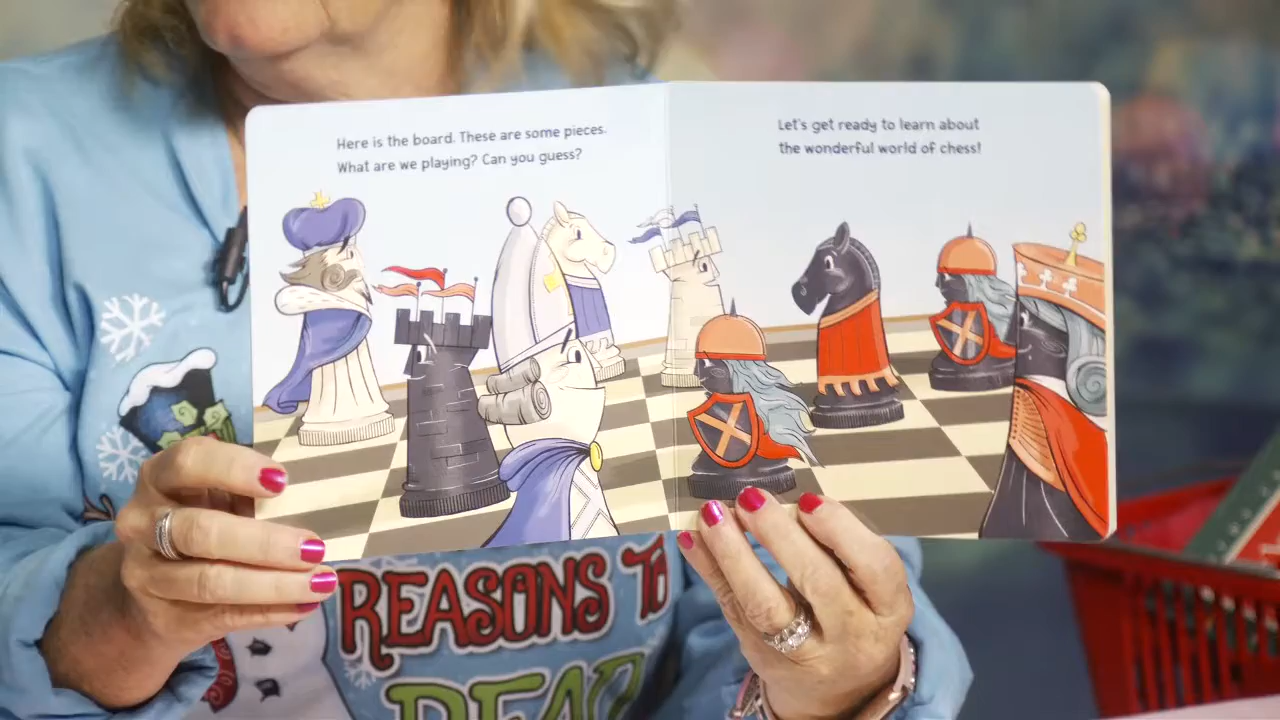 Here is the board. These are some pieces.
What are we playing? Can you guess?
Let's get ready to learn about
the wonderful world of chess!
REASONS TO
READ